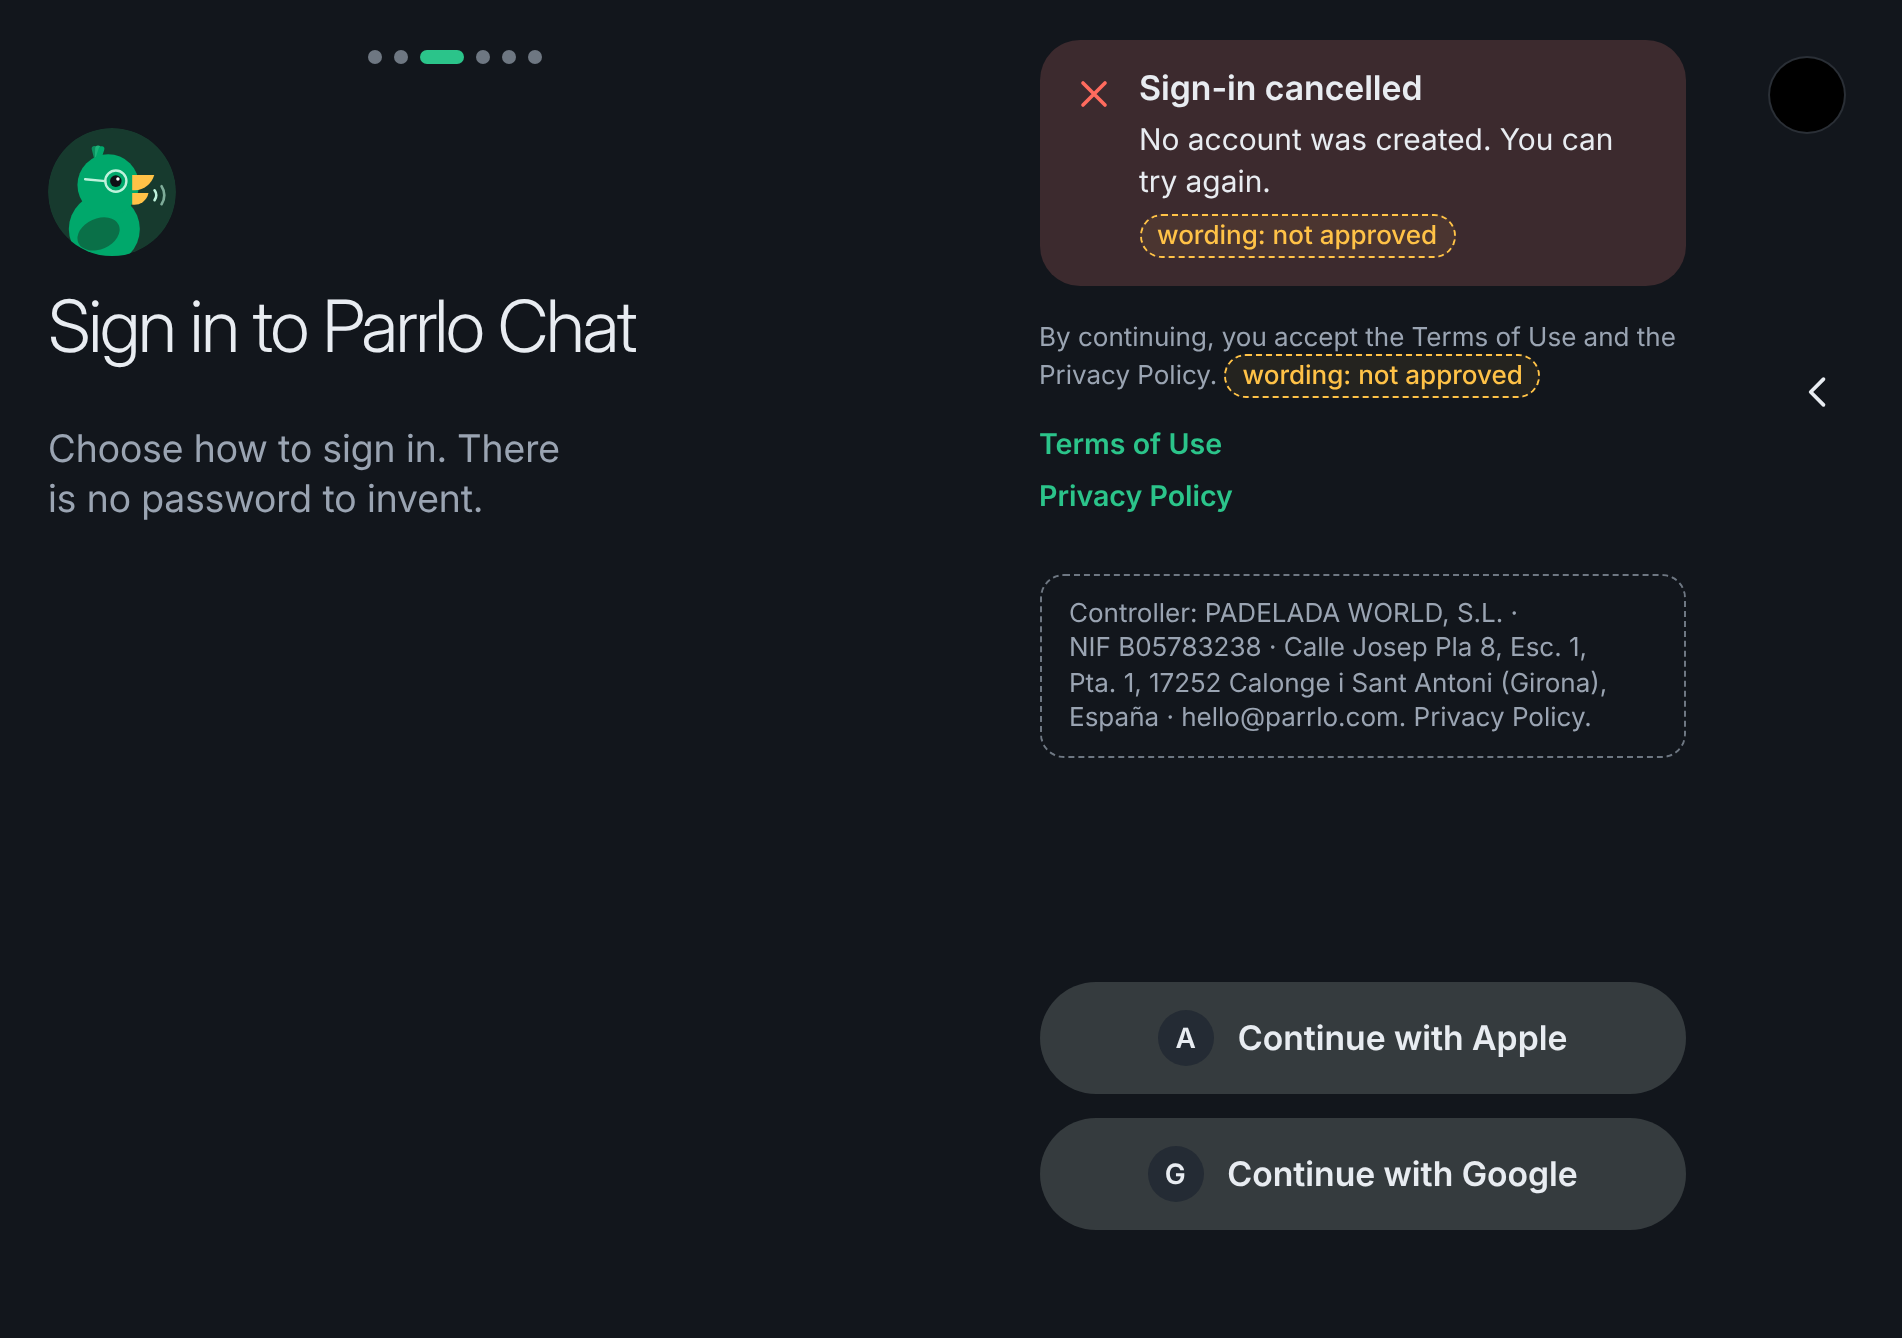 Sign in to Parrlo Chat
Choose how to sign in. There
is no password to invent.
Sign-in cancelled
No account was created. You can
try again.
wording: not approved
By continuing, you accept the Terms of Use and the
Privacy Policy. wording: not approved
Terms of Use
Privacy Policy
Controller: PADELADA WORLD, S.L. ·
NIF B05783238 · Calle Josep Pla 8, Esc. 1,
Pta. 1, 17252 Calonge i Sant Antoni (Girona),
España · hello@parrlo.com. Privacy Policy.
A Continue with Apple
G Continue with Google